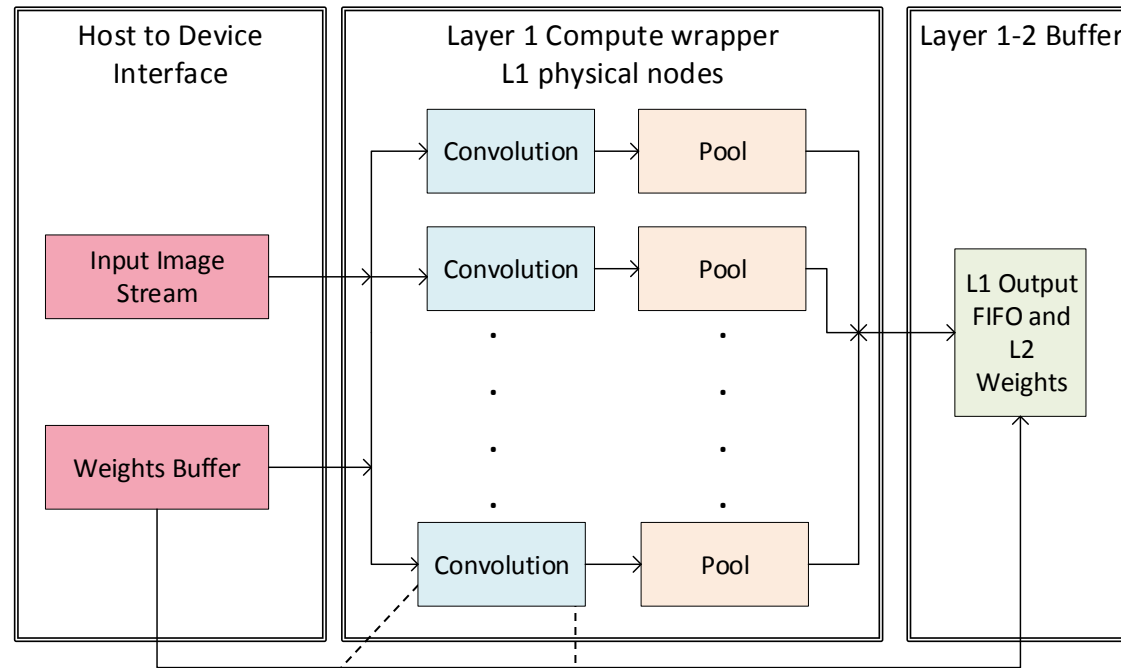 Host to Device
Interface
Layer 1 Compute wrapper
L1 physical nodes
Layer 1-2 Buffer
Convolution
Pool
Input Image
Stream
Convolution
Pool
L1 Output
FIFO and
L2
Weights
Weights Buffer
Convolution
Pool